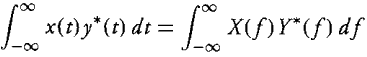 ∫_{-∞}^{∞} x(t) y*(t) dt = ∫_{-∞}^{∞} X(f) Y*(f) df